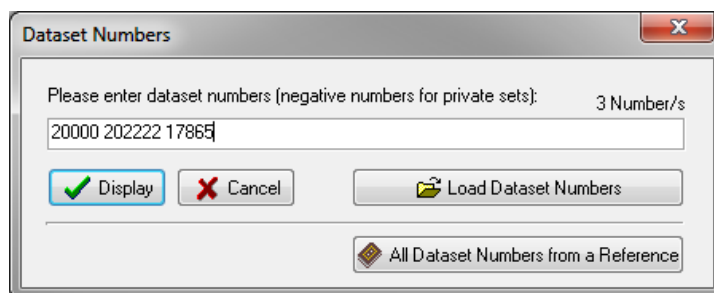 Dataset Numbers
Please enter dataset numbers (negative numbers for private sets):
3 Number/s
20000 202222 17865
Display
Cancel
Load Dataset Numbers
All Dataset Numbers from a Reference